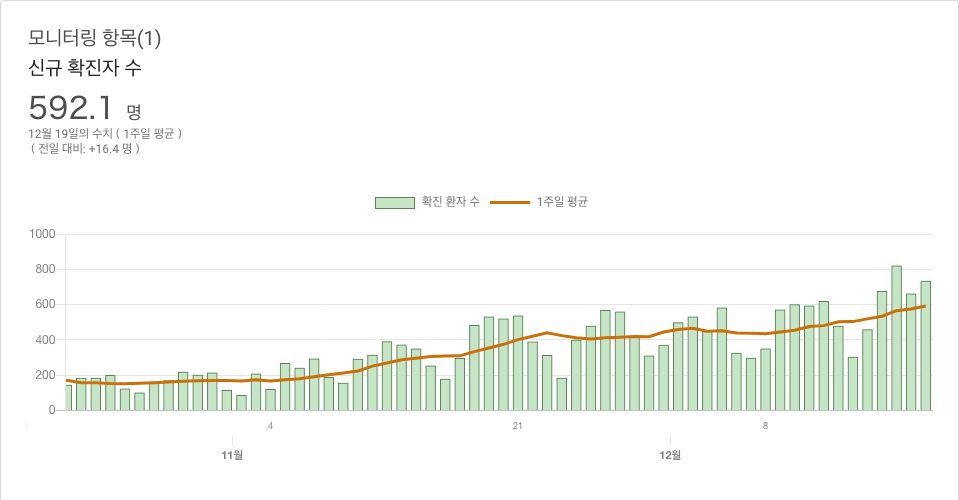 모니터링 항목(1)
신규 확진자 수
592.1 명
12월 19일의 수치 ( 1주일 평균 )
( 전일 대비: +16.4 명 )
확진 환자 수 1주일 평균
1000
800
600
400
200
0
4 21 8
11월 12월